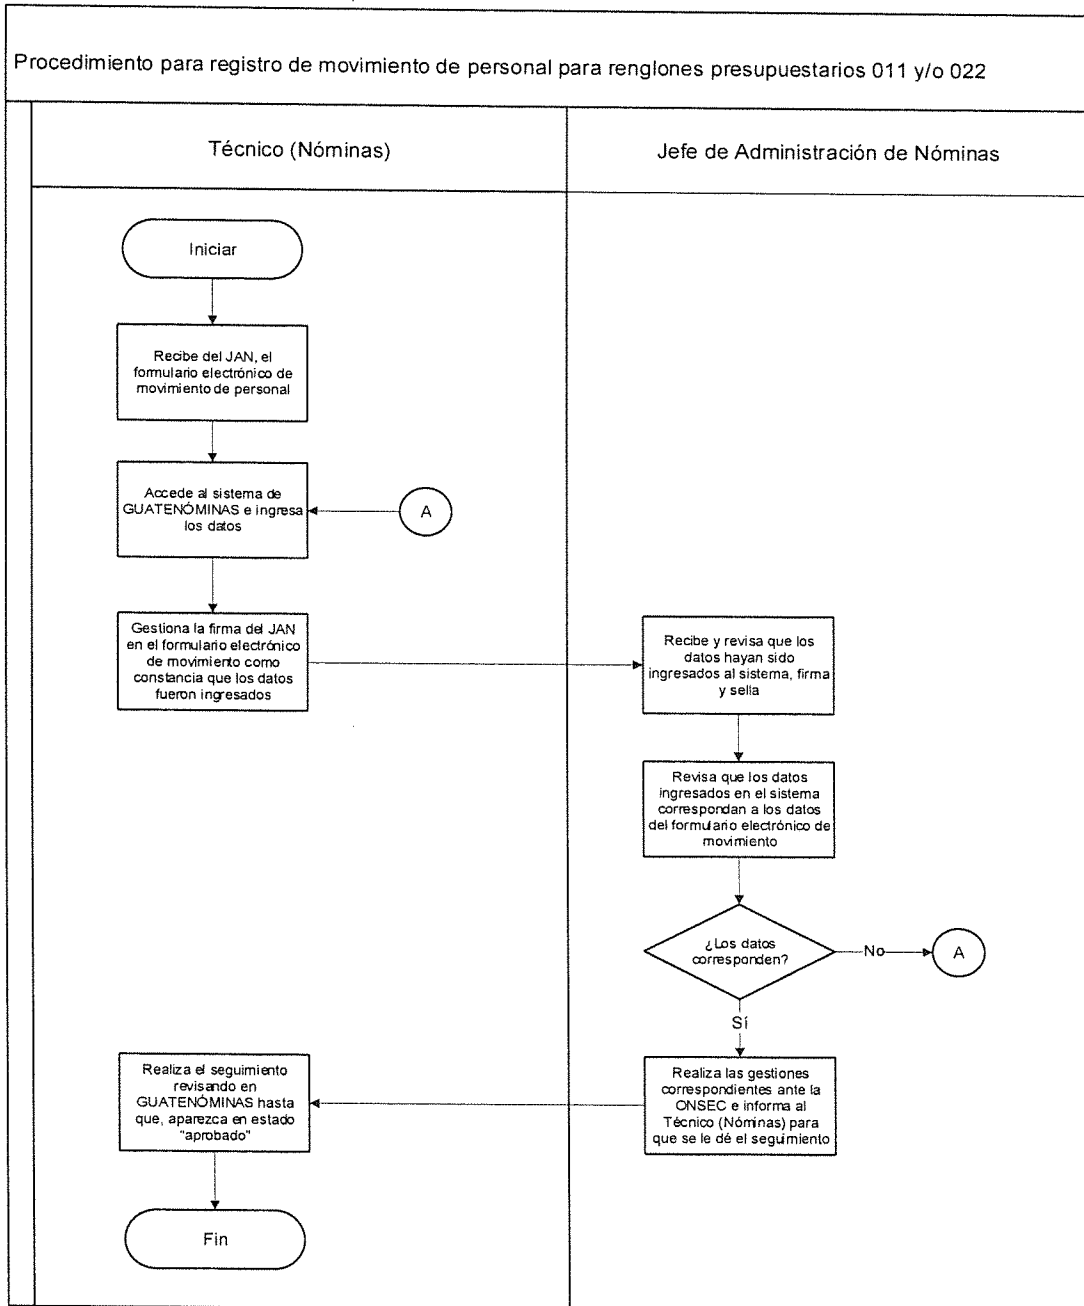 Procedimiento para registro de movimiento de personal para renglones presupuestarios 011 y/o 022
Técnico (Nóminas)
Jefe de Administración de Nóminas
Iniciar
Recibe del JAN, el
formulario electrónico de
movimiento de personal
Accede al sistema de
GUATENÓMINAS e ingresa
los datos
A
Gestiona la firma del JAN
en el formulario electrónico
de movimiento como
constancia que los datos
fueron ingresados
Recibe y revisa que los
datos hayan sido
ingresados al sistema, firma
y sella
Revisa que los datos
ingresados en el sistema
correspondan a los datos
del formulario electrónico de
movimiento
¿Los datos
corresponden?
No
A
Sí
Realiza las gestiones
correspondientes ante la
ONSEC e informa al
Técnico (Nóminas) para
que se le dé el seguimiento
Realiza el seguimiento
revisando en
GUATENÓMINAS hasta
que, aparezca en estado
"aprobado"
Fin